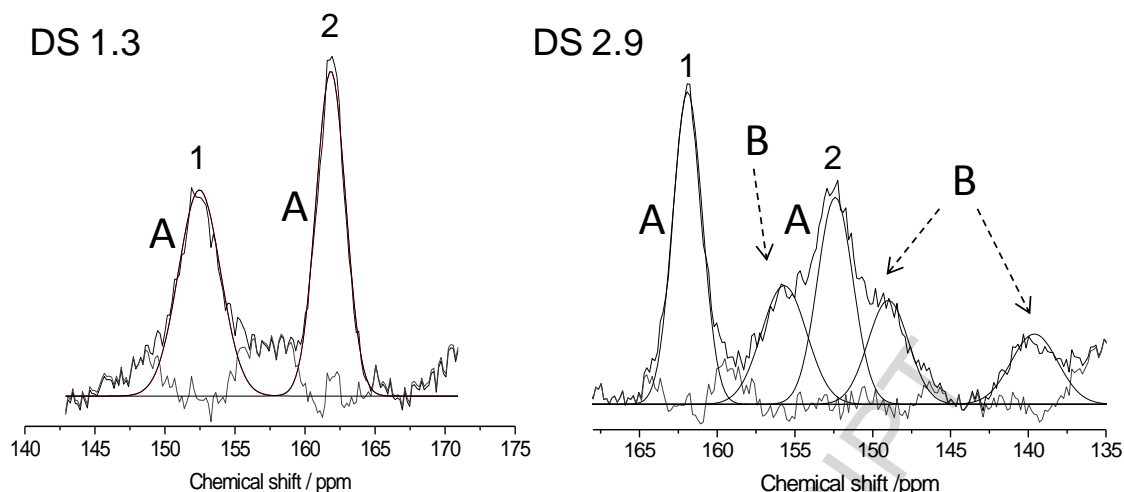 DS 1.3
2
1
A
A
140 145 150 155 160 165 170 175
Chemical shift / ppm
DS 2.9
1
B
2
B
A
A
165 160 155 150 145 140 135
Chemical shift /ppm
IPT